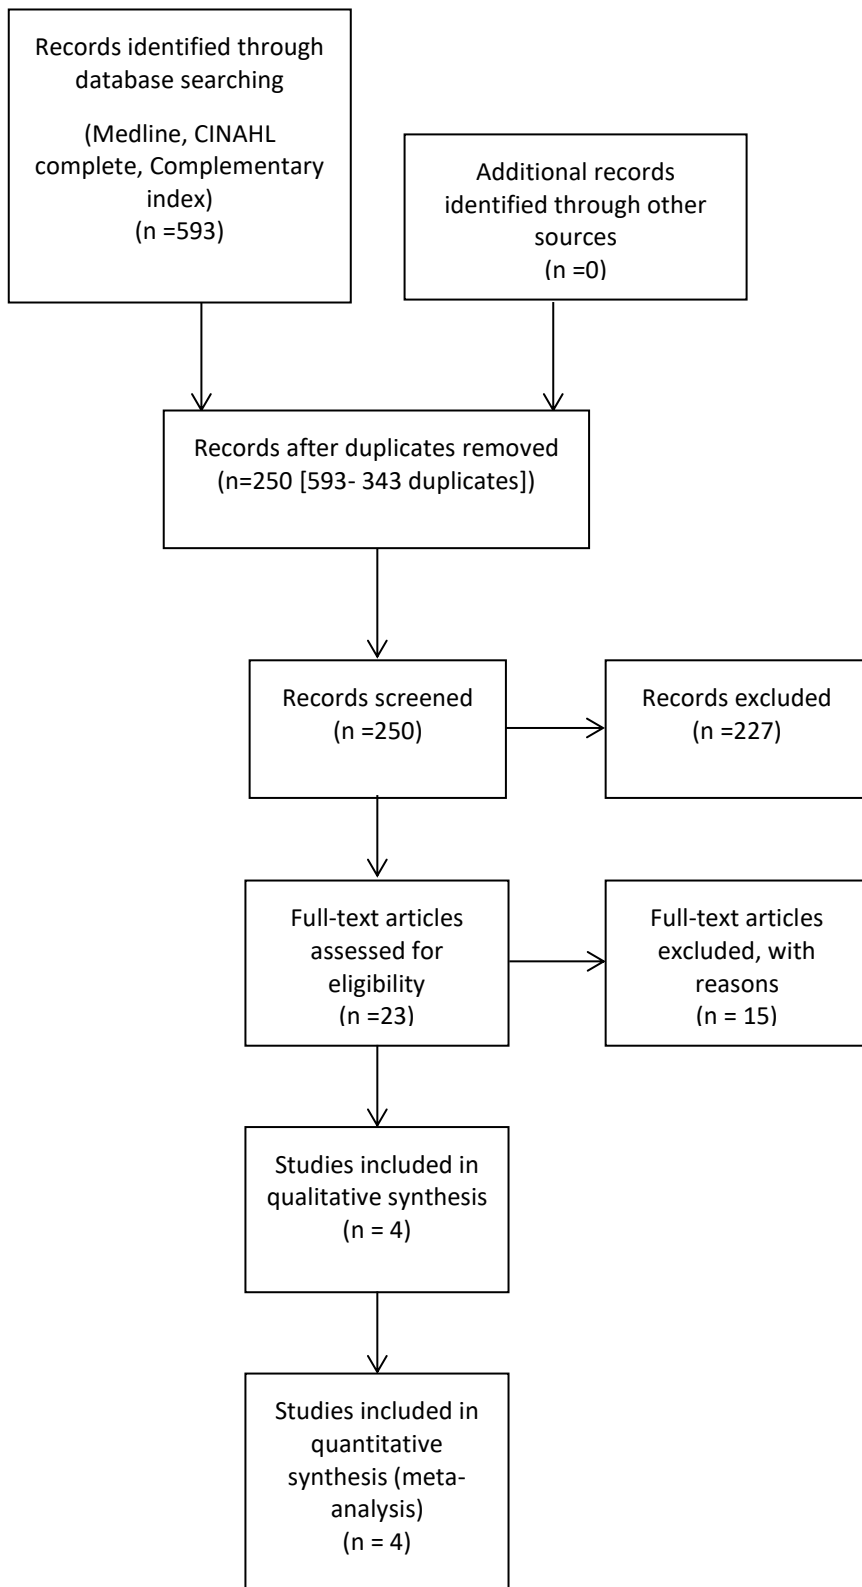 Records identified through
database searching
(Medline, CINAHL
complete, Complementary
index)
(n =593)
Additional records
identified through other
sources
(n =0)
Records after duplicates removed
(n=250 [593- 343 duplicates])
Records screened
(n =250)
Records excluded
(n =227)
Full-text articles
assessed for
eligibility
(n =23)
Full-text articles
excluded, with
reasons
(n = 15)
Studies included in
qualitative synthesis
(n = 4)
Studies included in
quantitative
synthesis (meta-
analysis)
(n = 4)